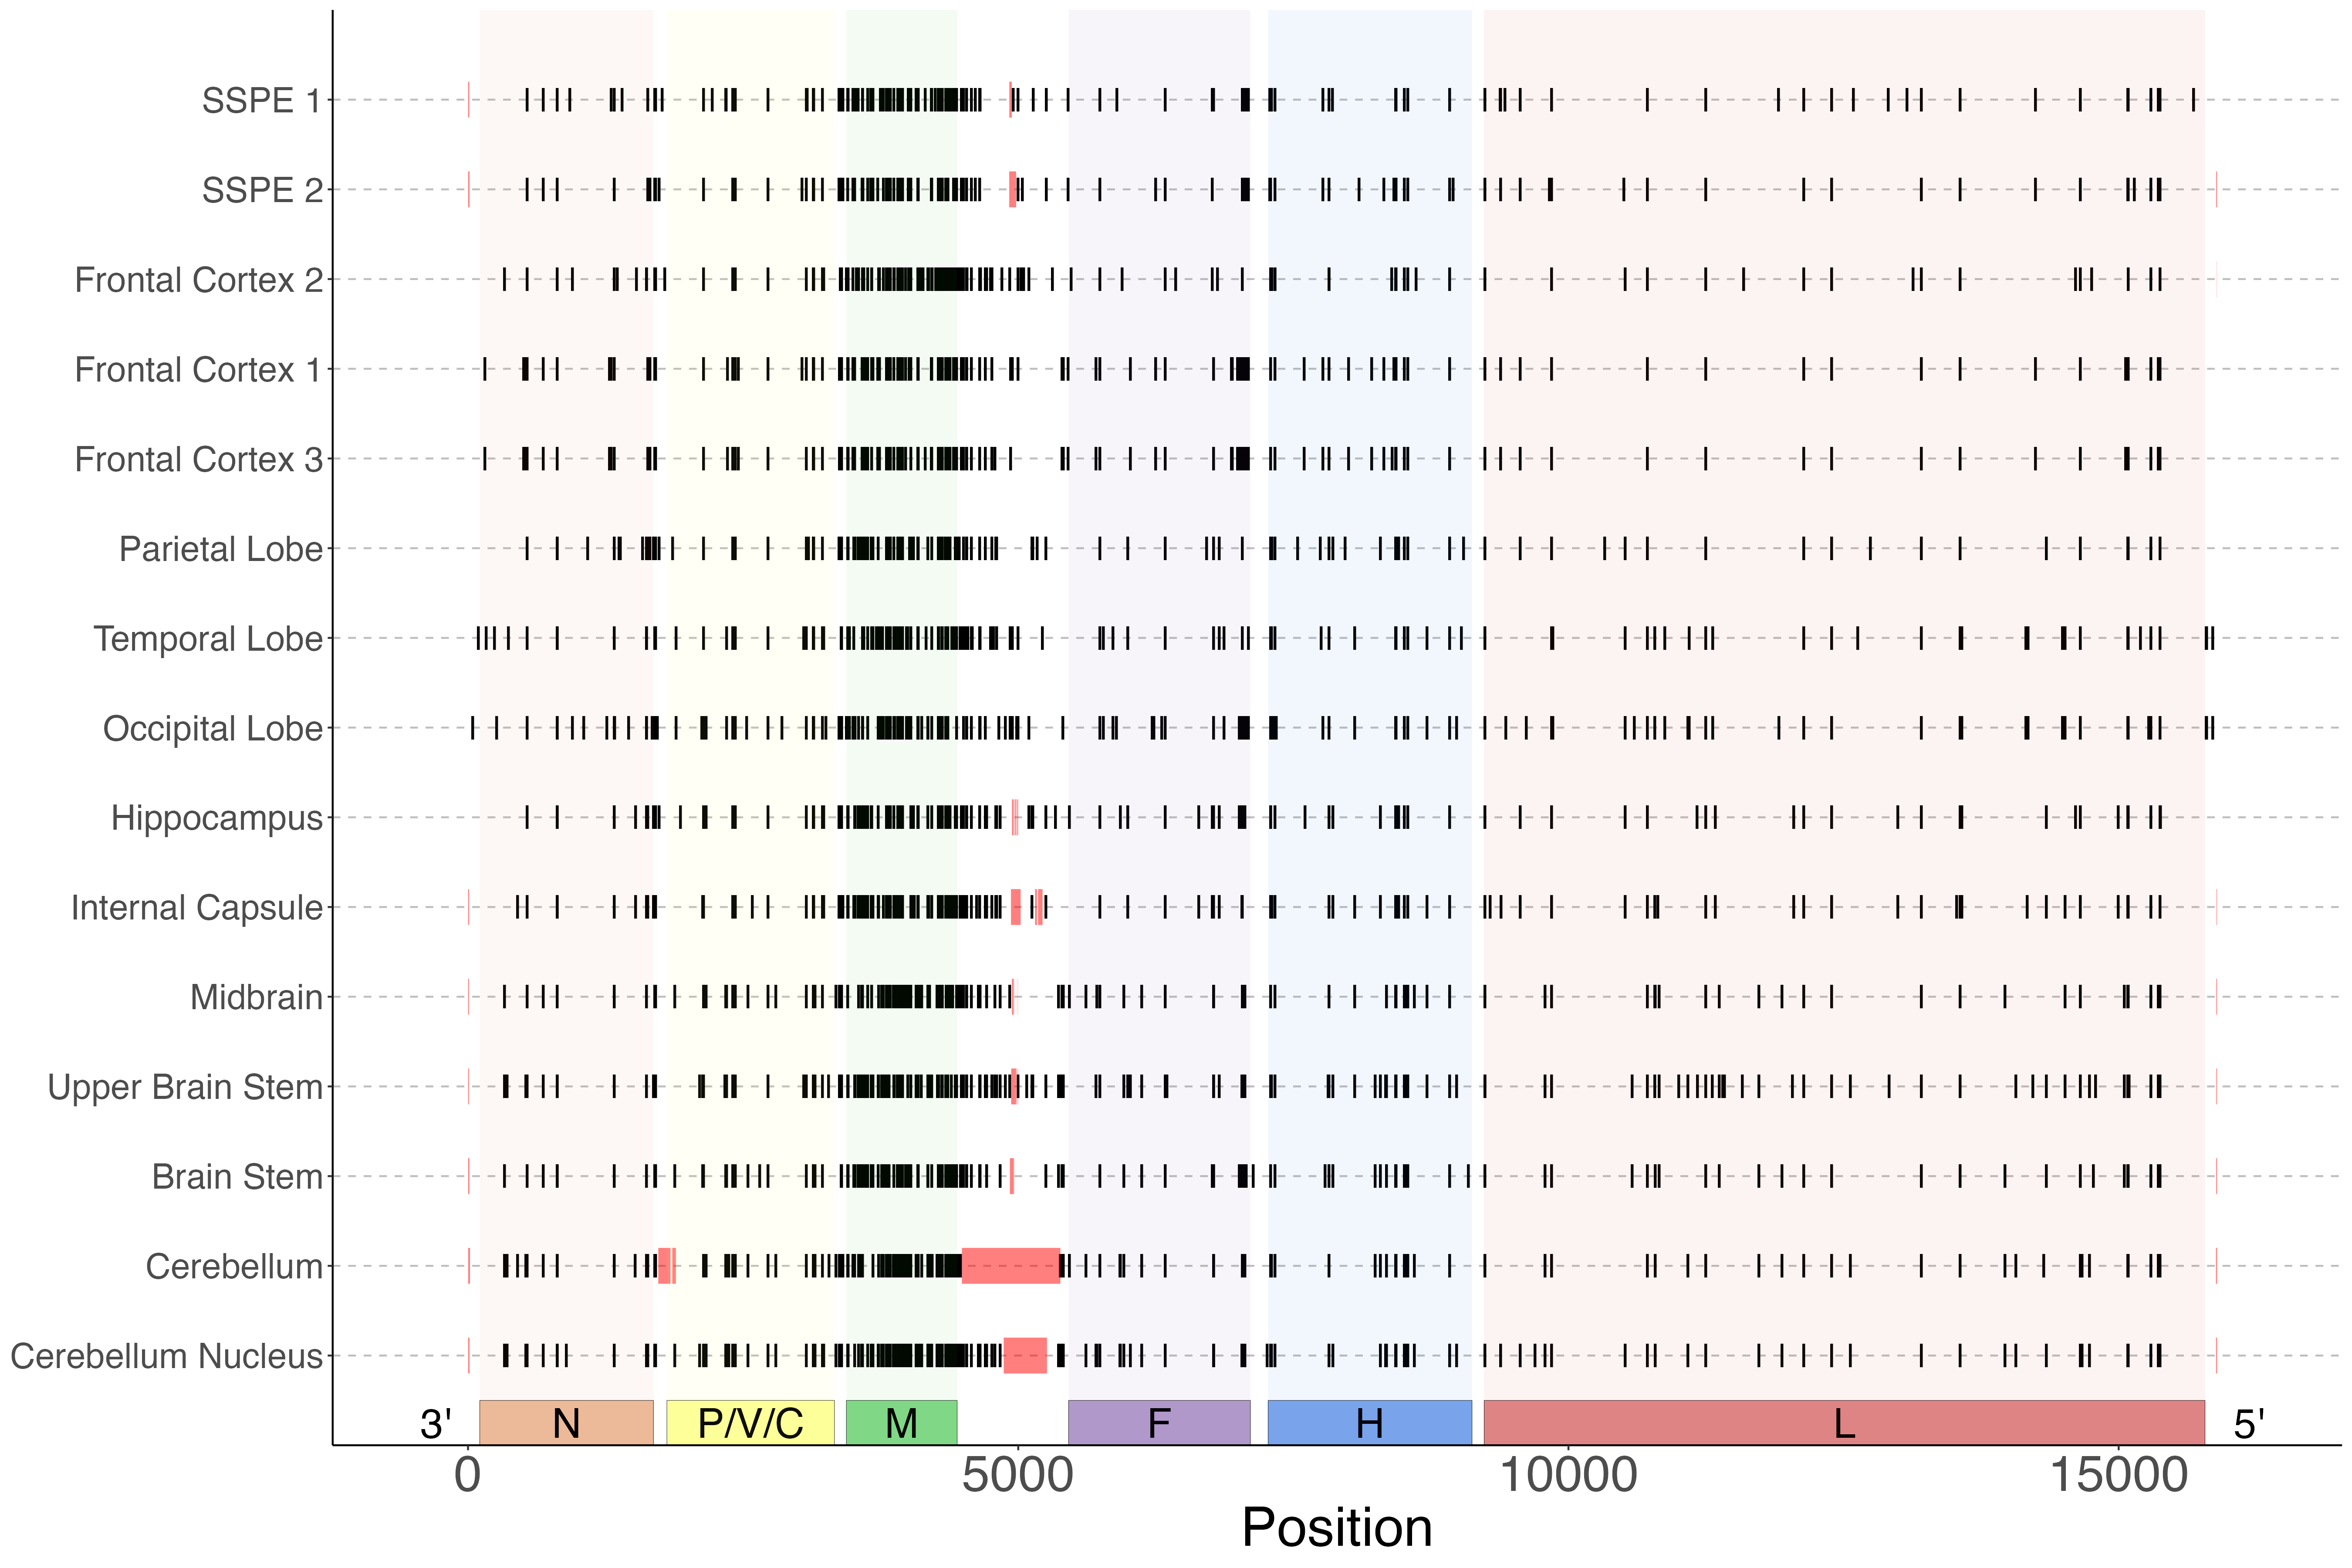 SSPE 1
SSPE 2
Frontal Cortex 2
Frontal Cortex 1
Frontal Cortex 3
Parietal Lobe
Temporal Lobe
Occipital Lobe
Hippocampus
Internal Capsule
Midbrain
Upper Brain Stem
Brain Stem
Cerebellum
Cerebellum Nucleus
3' N P/V/C M F H L 5'
0 5000 10000 15000
Position